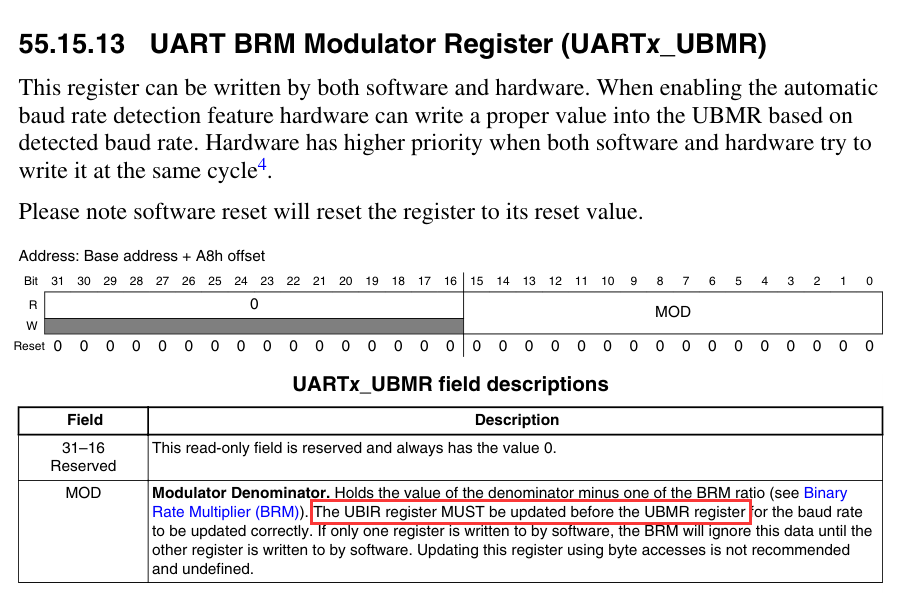 55.15.13 UART BRM Modulator Register (UARTx_UBMR)
This register can be written by both software and hardware. When enabling the automatic
baud rate detection feature hardware can write a proper value into the UBMR based on
detected baud rate. Hardware has higher priority when both software and hardware try to
write it at the same cycle4.
Please note software reset will reset the register to its reset value.
Address: Base address + A8h offset
Bit 31 30 29 28 27 26 25 24 23 22 21 20 19 18 17 16 15 14 13 12 11 10 9 8 7 6 5 4 3 2 1 0
R 0 MOD
W
Reset 0 0 0 0 0 0 0 0 0 0 0 0 0 0 0 0 0 0 0 0 0 0 0 0 0 0 0 0 0 0 0 0
UARTx_UBMR field descriptions
Field Description
31–16 This read-only field is reserved and always has the value 0.
Reserved
MOD Modulator Denominator. Holds the value of the denominator minus one of the BRM ratio (see Binary
Rate Multiplier (BRM)). The UBIR register MUST be updated before the UBMR register for the baud rate
to be updated correctly. If only one register is written to by software, the BRM will ignore this data until the
other register is written to by software. Updating this register using byte accesses is not recommended
and undefined.